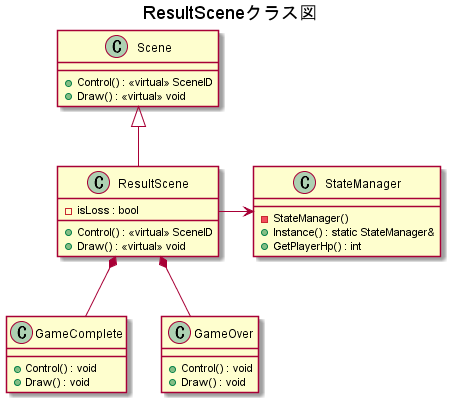 ResultSceneクラス図
C Scene
Control() : «virtual» SceneID
Draw() : «virtual» void
C ResultScene
isLoss : bool
Control() : «virtual» SceneID
Draw() : «virtual» void
C StateManager
StateManager()
Instance() : static StateManager&
GetPlayerHp() : int
C GameComplete
Control() : void
Draw() : void
C GameOver
Control() : void
Draw() : void